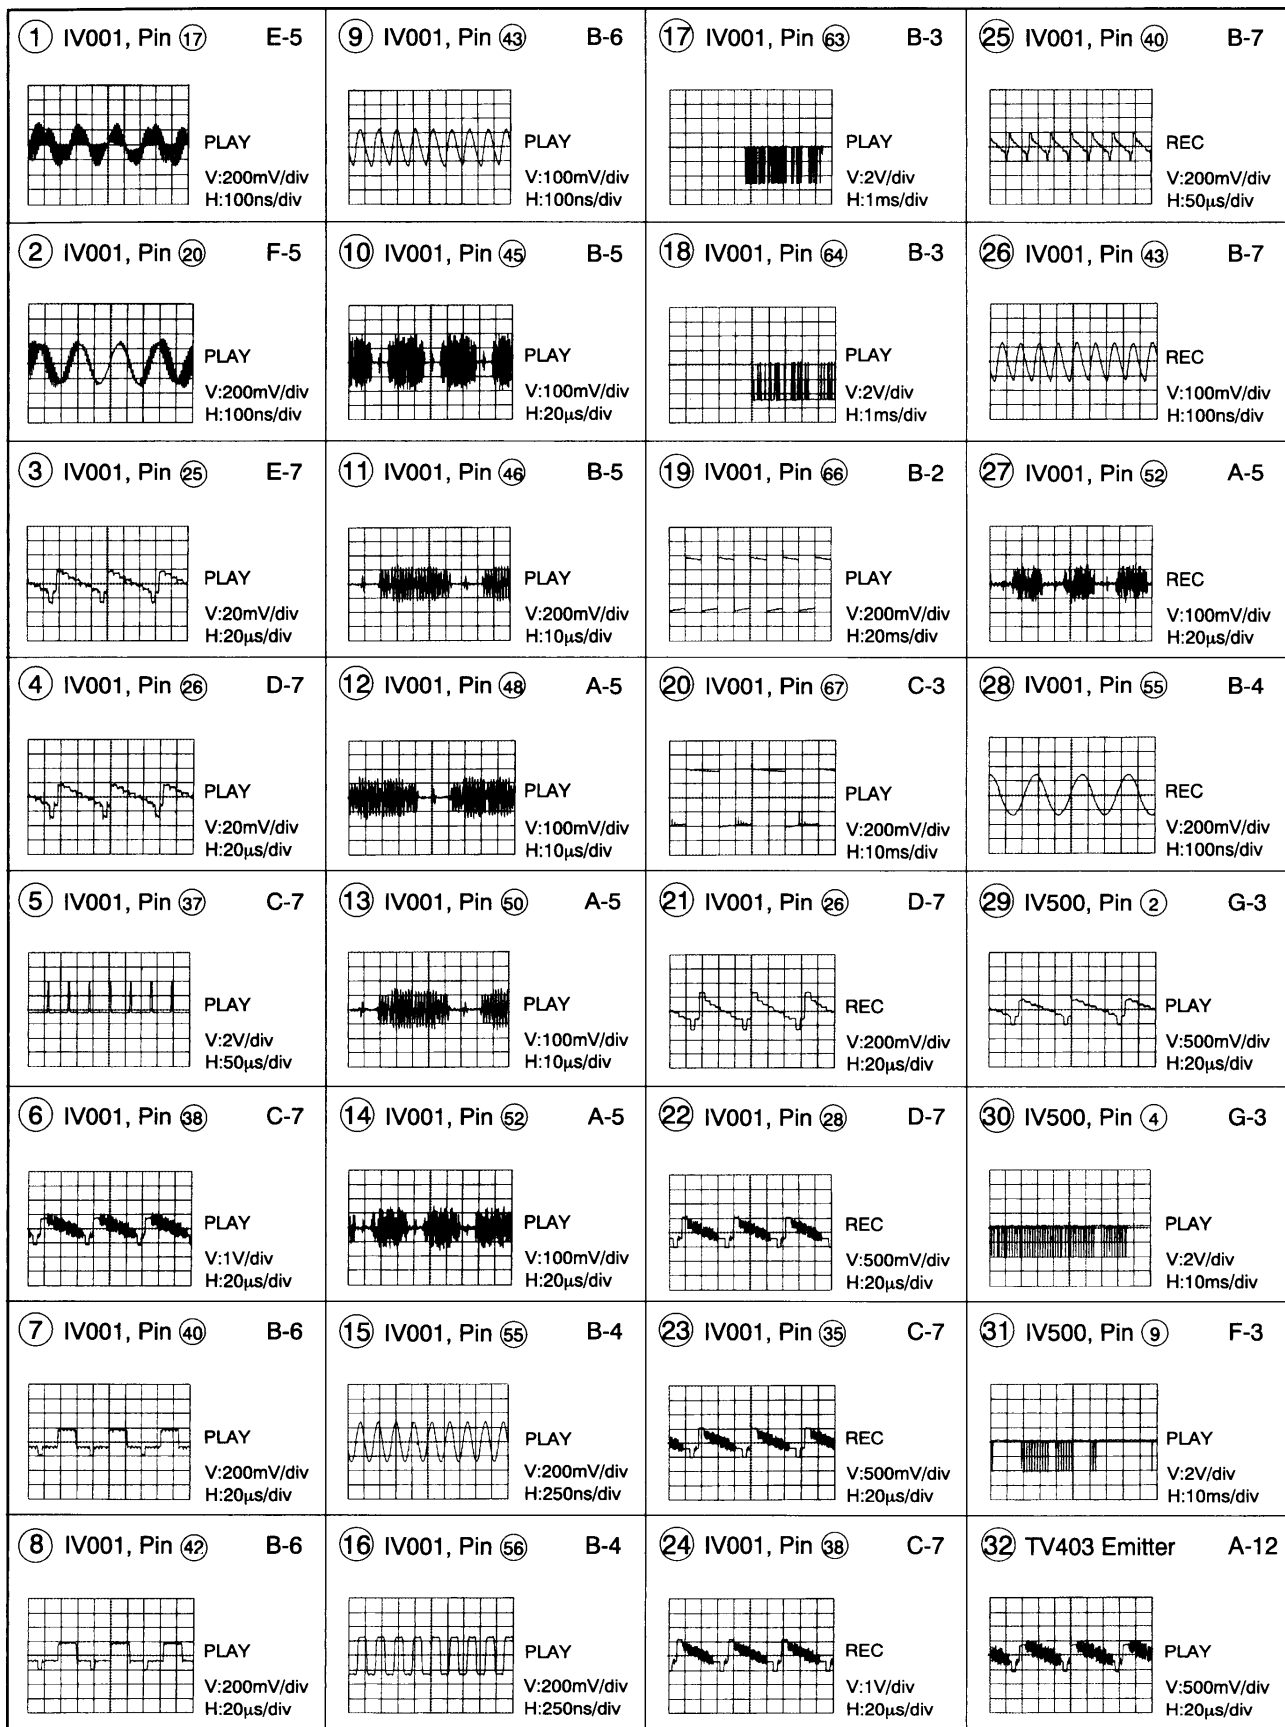 1 IV001, Pin 17 E-5
PLAY
V:200mV/div
H:100ns/div
2 IV001, Pin 20 F-5
PLAY
V:200mV/div
H:100ns/div
3 IV001, Pin 25 E-7
PLAY
V:20mV/div
H:20µs/div
4 IV001, Pin 26 D-7
PLAY
V:20mV/div
H:20µs/div
5 IV001, Pin 37 C-7
PLAY
V:2V/div
H:50µs/div
6 IV001, Pin 38 C-7
PLAY
V:1V/div
H:20µs/div
7 IV001, Pin 40 B-6
PLAY
V:200mV/div
H:20µs/div
8 IV001, Pin 42 B-6
PLAY
V:200mV/div
H:20µs/div
9 IV001, Pin 43 B-6
PLAY
V:100mV/div
H:100ns/div
10 IV001, Pin 45 B-5
PLAY
V:100mV/div
H:20µs/div
11 IV001, Pin 46 B-5
PLAY
V:200mV/div
H:10µs/div
12 IV001, Pin 48 A-5
PLAY
V:100mV/div
H:10µs/div
13 IV001, Pin 50 A-5
PLAY
V:100mV/div
H:10µs/div
14 IV001, Pin 52 A-5
PLAY
V:100mV/div
H:20µs/div
15 IV001, Pin 55 B-4
PLAY
V:200mV/div
H:250ns/div
16 IV001, Pin 56 B-4
PLAY
V:200mV/div
H:250ns/div
17 IV001, Pin 63 B-3
PLAY
V:2V/div
H:1ms/div
18 IV001, Pin 64 B-3
PLAY
V:2V/div
H:1ms/div
19 IV001, Pin 66 B-2
PLAY
V:200mV/div
H:20ms/div
20 IV001, Pin 67 C-3
PLAY
V:200mV/div
H:10ms/div
21 IV001, Pin 26 D-7
REC
V:200mV/div
H:20µs/div
22 IV001, Pin 28 D-7
REC
V:500mV/div
H:20µs/div
23 IV001, Pin 35 C-7
REC
V:500mV/div
H:20µs/div
24 IV001, Pin 38 C-7
REC
V:1V/div
H:20µs/div
25 IV001, Pin 40 B-7
REC
V:200mV/div
H:50µs/div
26 IV001, Pin 43 B-7
REC
V:100mV/div
H:100ns/div
27 IV001, Pin 52 A-5
REC
V:100mV/div
H:20µs/div
28 IV001, Pin 55 B-4
REC
V:200mV/div
H:100ns/div
29 IV500, Pin 2 G-3
PLAY
V:500mV/div
H:20µs/div
30 IV500, Pin 4 G-3
PLAY
V:2V/div
H:10ms/div
31 IV500, Pin 9 F-3
PLAY
V:2V/div
H:10ms/div
32 TV403 Emitter A-12
PLAY
V:500mV/div
H:20µs/div